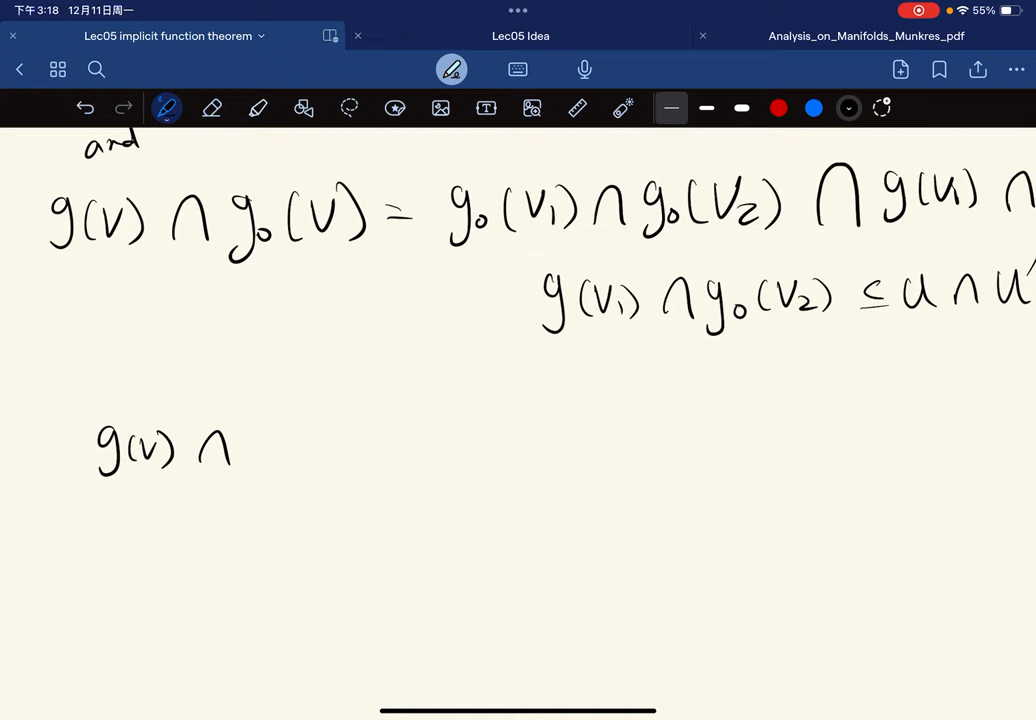 下午3:18 12月11日周一
55%
Lec05 implicit function theorem
Lec05 Idea
Analysis_on_Manifolds_Munkres_pdf
and
g(V) ∩ g₀(V) = g₀(V₁) ∩ g₀(V₂) ∩ g(V₁) ∩
g(V₁) ∩ g₀(V₂) ⊆ U ∩ U'
g(V) ∩